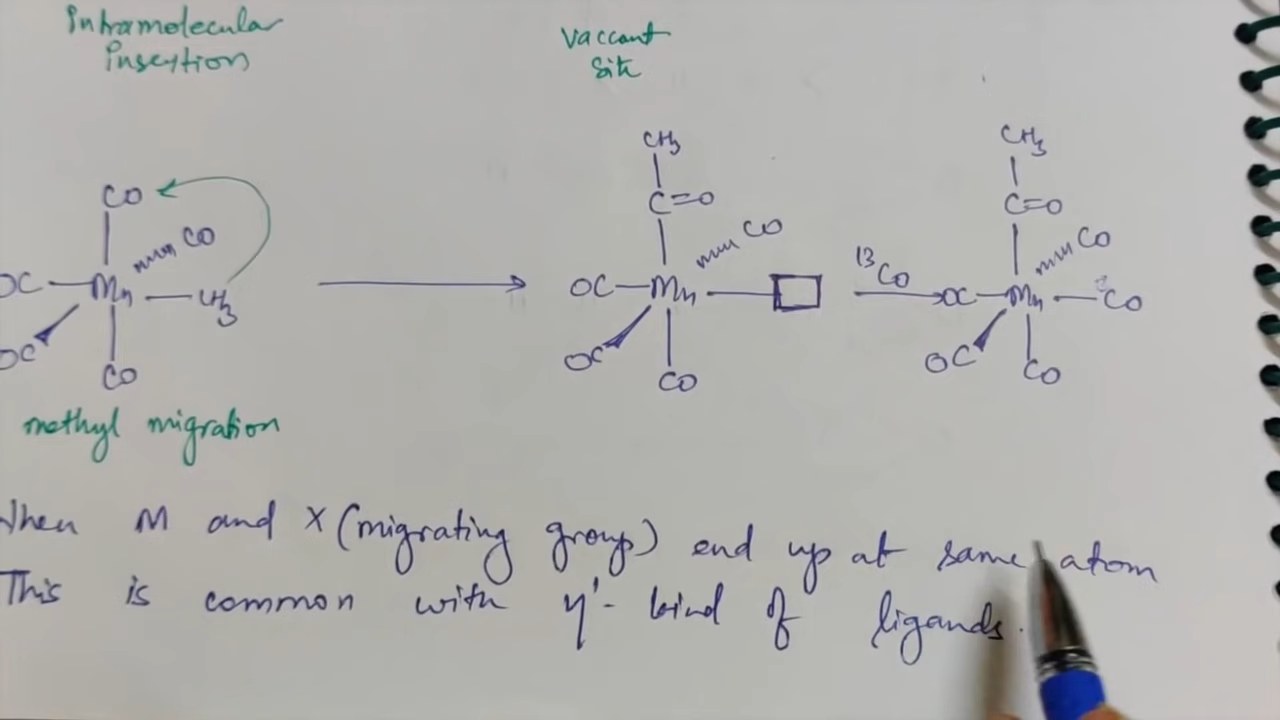 Intramolecular
insertion
Vaccant
Site
CO
CO
OC—Mn—CH3
OC
CO
CH3
C=O
CO
OC—Mn—
OC
CO
13CO
CH3
C=O
CO
OC—Mn—CO
OC
CO
methyl migration
When M and X (migrating group) end up at same atom
This is common with η1- kind of ligands.